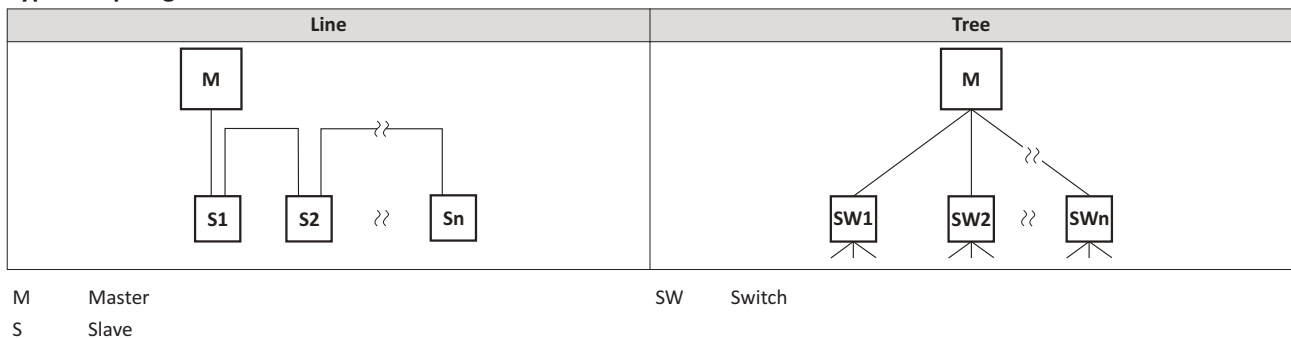 Line Tree
M M
S1 S2 Sn SW1 SW2 SWn
M Master SW Switch
S Slave